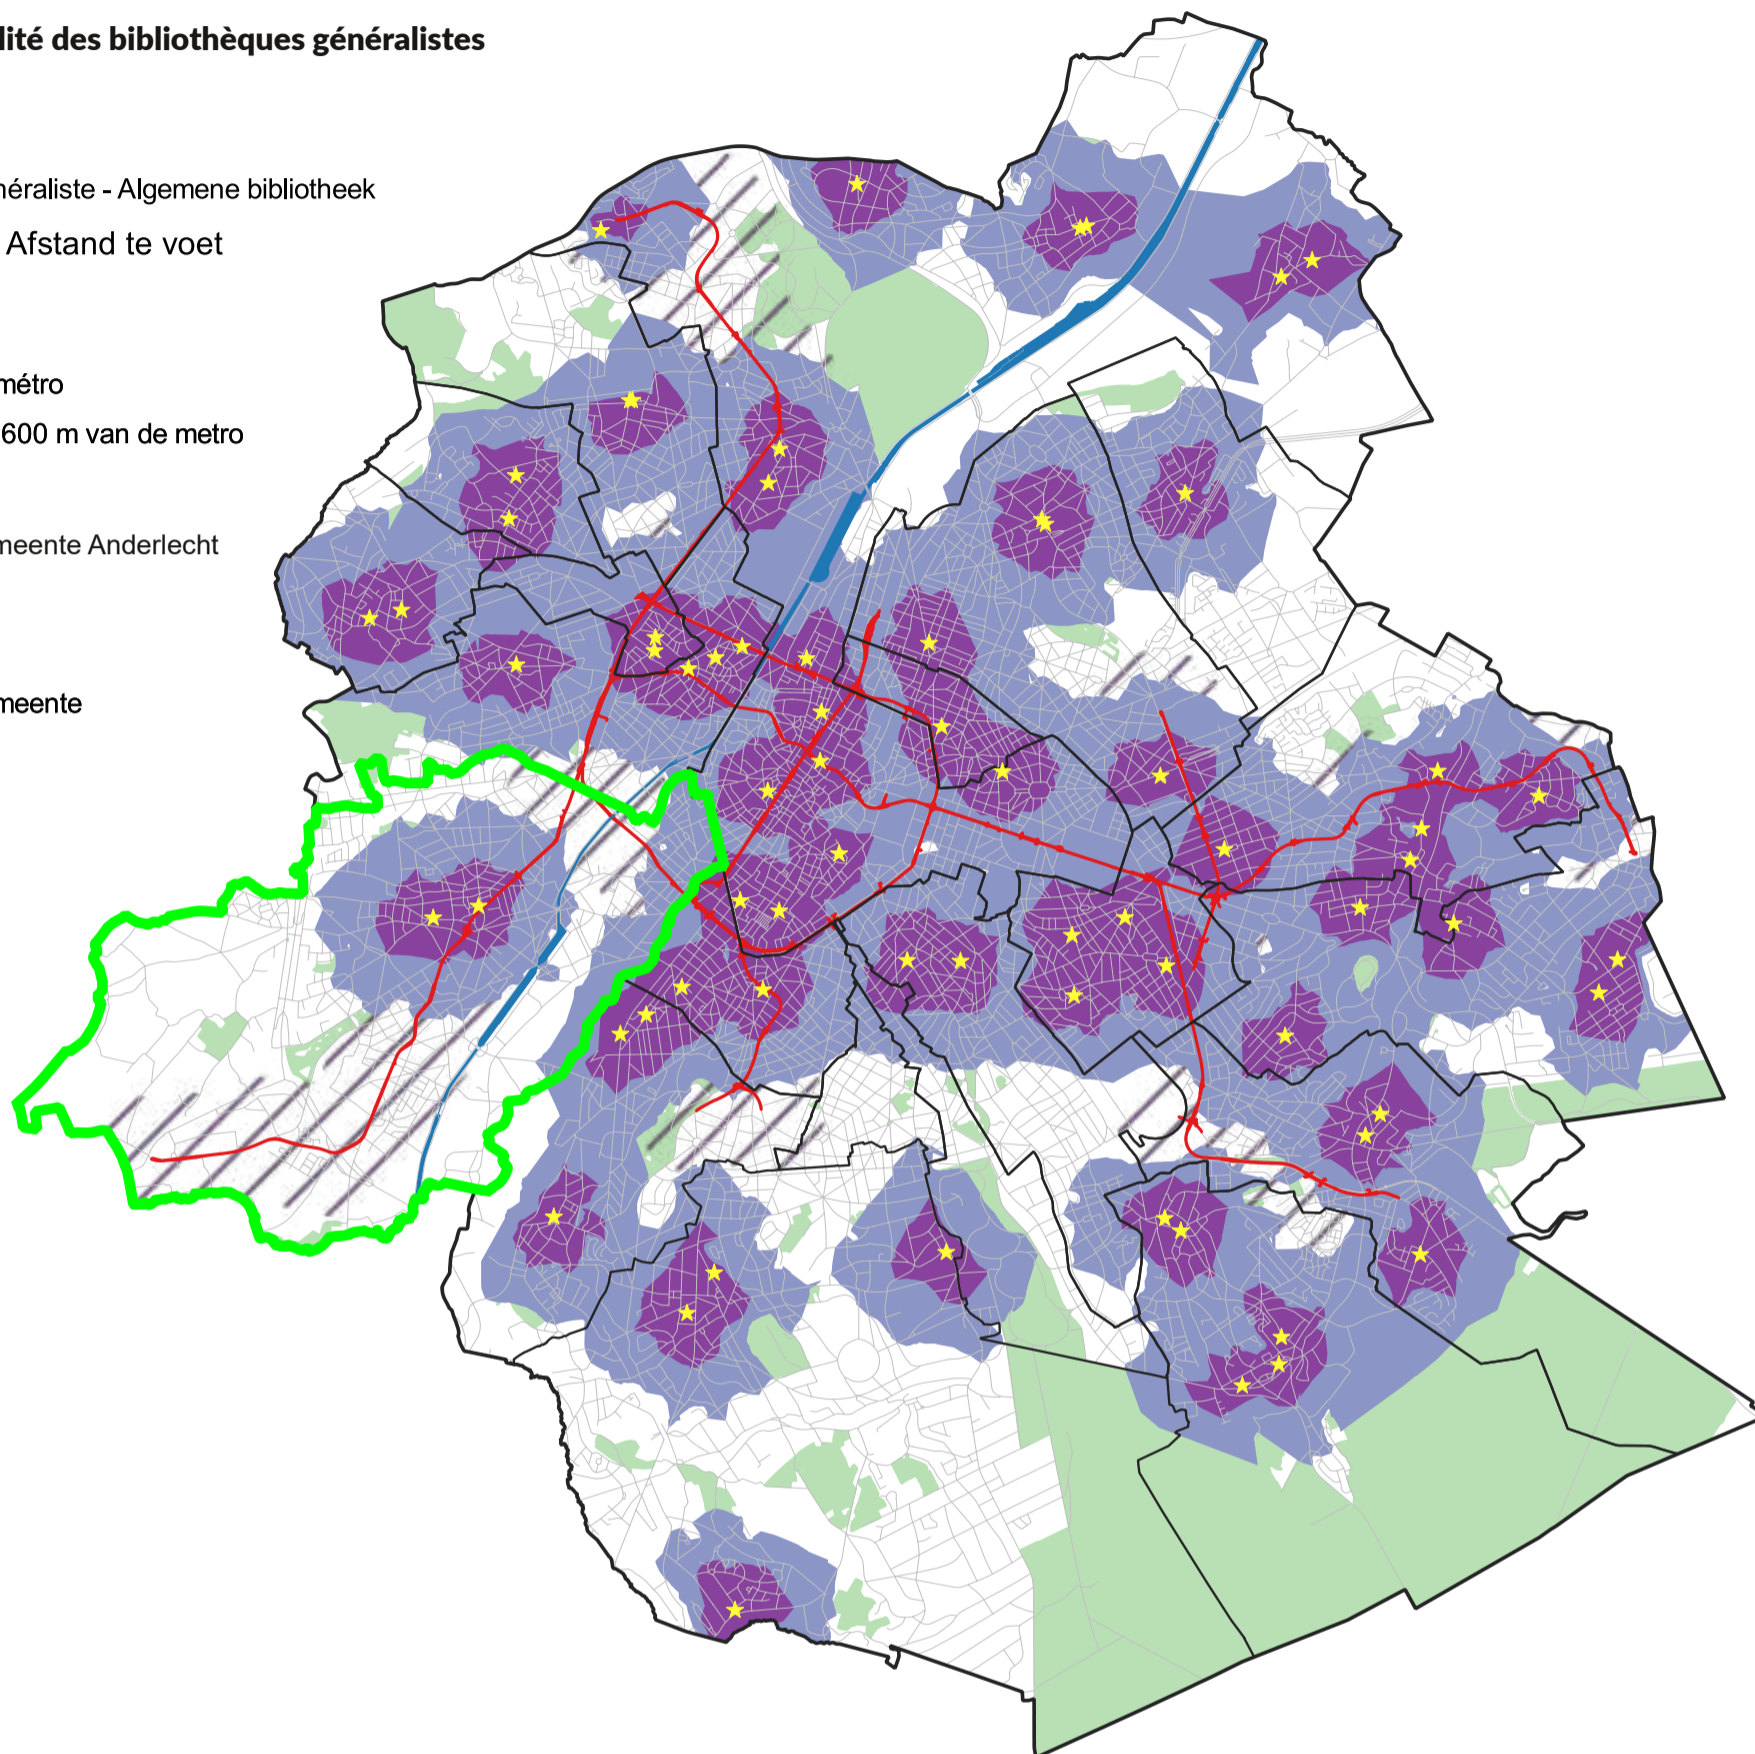 lité des bibliothèques généralistes
néraliste - Algemene bibliotheek
Afstand te voet
métro
600 m van de metro
meente Anderlecht
meente